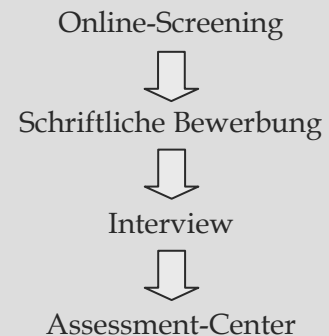 Online-Screening
Schriftliche Bewerbung
Interview
Assessment-Center